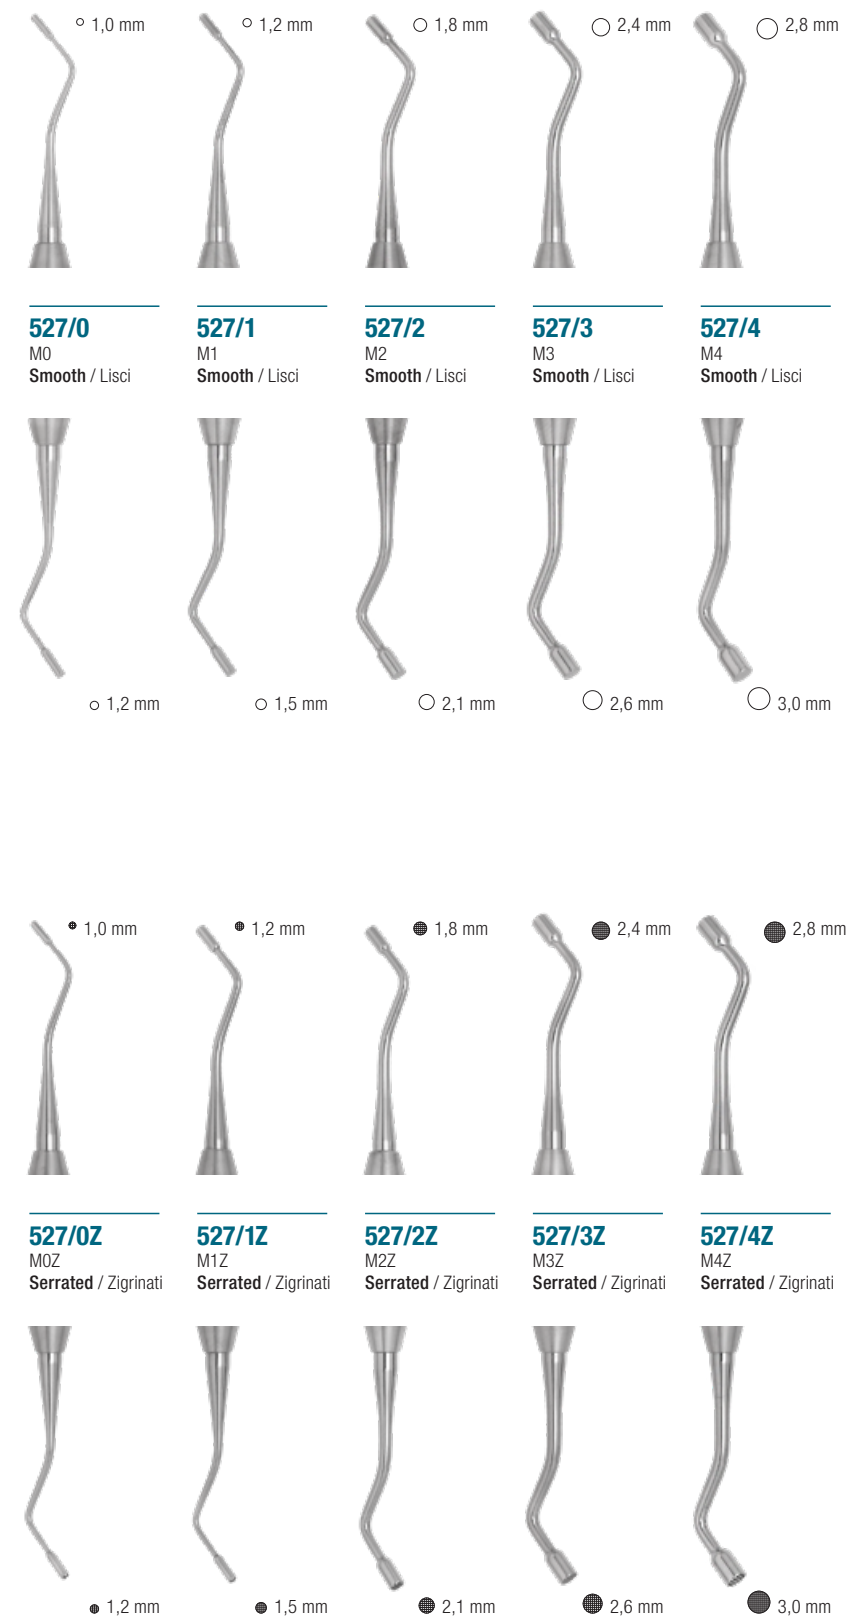 1,0 mm
1,2 mm
1,8 mm
2,4 mm
2,8 mm
527/0
M0
Smooth / Lisci
527/1
M1
Smooth / Lisci
527/2
M2
Smooth / Lisci
527/3
M3
Smooth / Lisci
527/4
M4
Smooth / Lisci
1,2 mm
1,5 mm
2,1 mm
2,6 mm
3,0 mm
1,0 mm
1,2 mm
1,8 mm
2,4 mm
2,8 mm
527/0Z
M0Z
Serrated / Zigrinati
527/1Z
M1Z
Serrated / Zigrinati
527/2Z
M2Z
Serrated / Zigrinati
527/3Z
M3Z
Serrated / Zigrinati
527/4Z
M4Z
Serrated / Zigrinati
1,2 mm
1,5 mm
2,1 mm
2,6 mm
3,0 mm